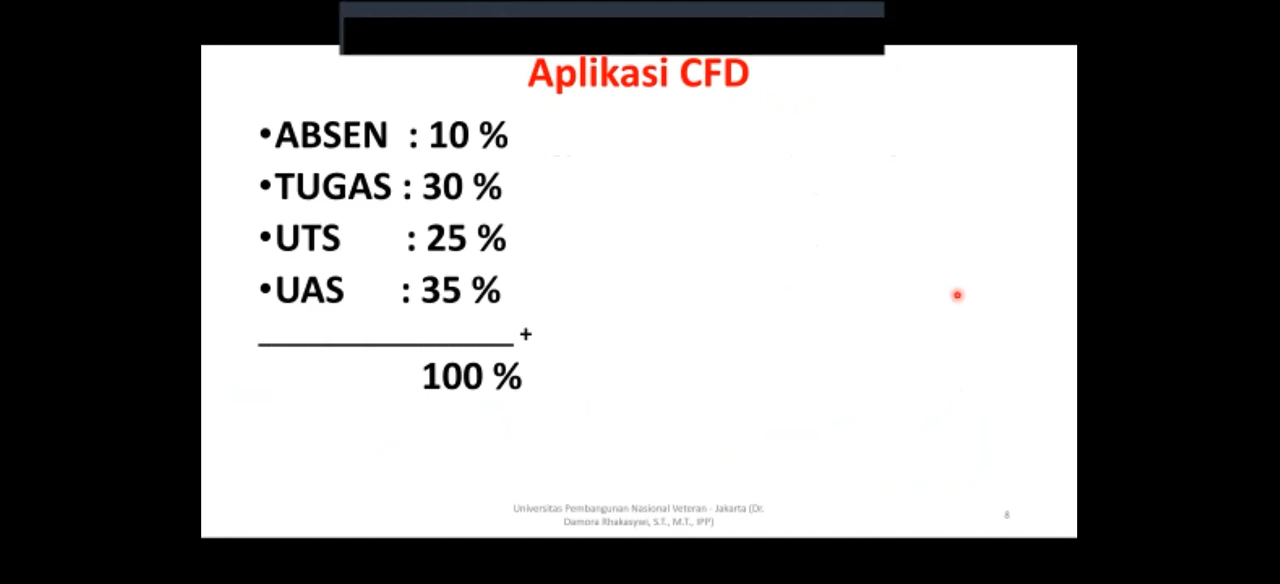 Aplikasi CFD
•ABSEN : 10 %
•TUGAS : 30 %
•UTS : 25 %
•UAS : 35 %
+
100 %
Universitas Pembangunan Nasional Veteran - Jakarta (Dr.
Damora Rhakasywi, S.T., M.T., IPP)
8